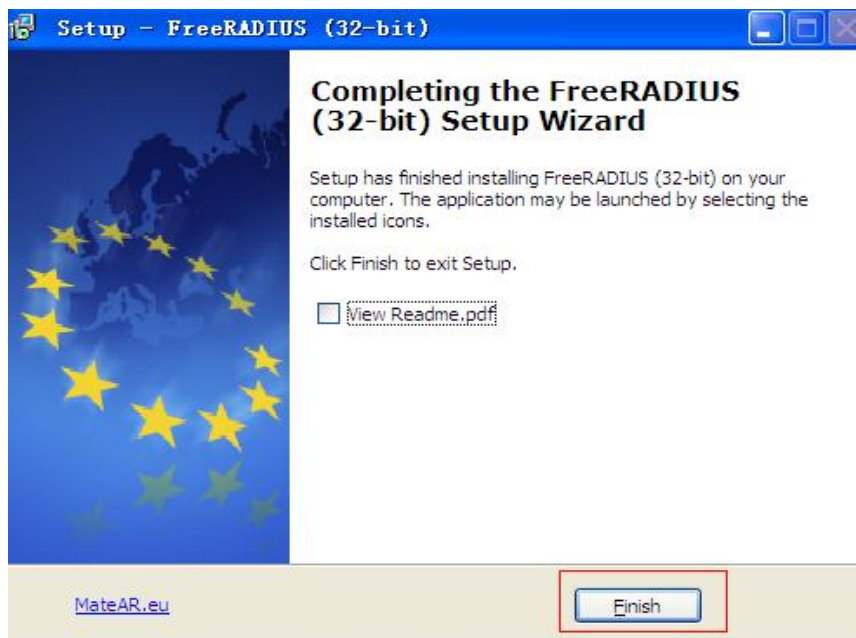 Setup - FreeRADIUS (32-bit)
Completing the FreeRADIUS
(32-bit) Setup Wizard
Setup has finished installing FreeRADIUS (32-bit) on your
computer. The application may be launched by selecting the
installed icons.
Click Finish to exit Setup.
View Readme.pdf
MateAR.eu
Finish